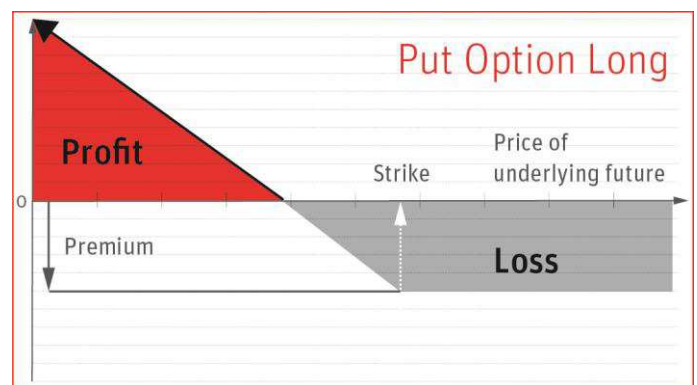 Put Option Long
Profit
Strike
Price of
underlying future
0
Premium
Loss